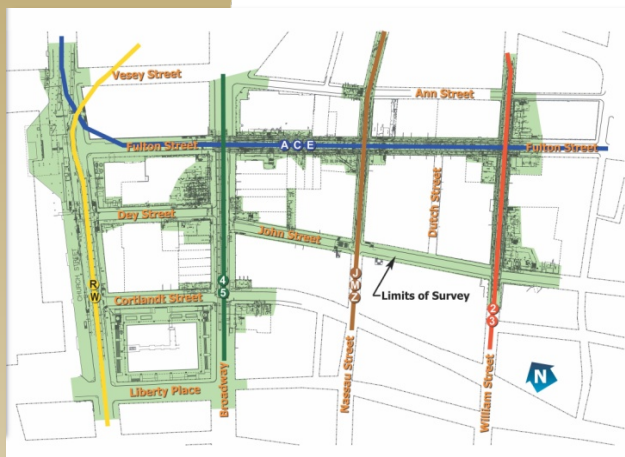 Vesey Street
Ann Street
Fulton Street
A C E
Fulton Street
Dey Street
John Street
Dutch Street
CHURCH
R
W
4
5
J
M
Z
Limits of Survey
Cortlandt Street
2
3
Liberty Place
Broadway
Nassau Street
William Street
N